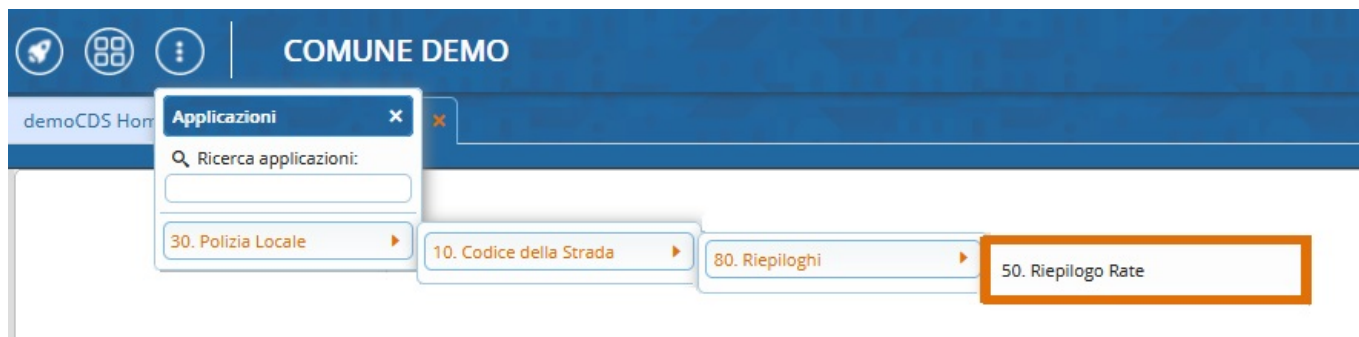 COMUNE DEMO
demoCDS Hom
Applicazioni
Ricerca applicazioni:
30. Polizia Locale
10. Codice della Strada
80. Riepiloghi
50. Riepilogo Rate